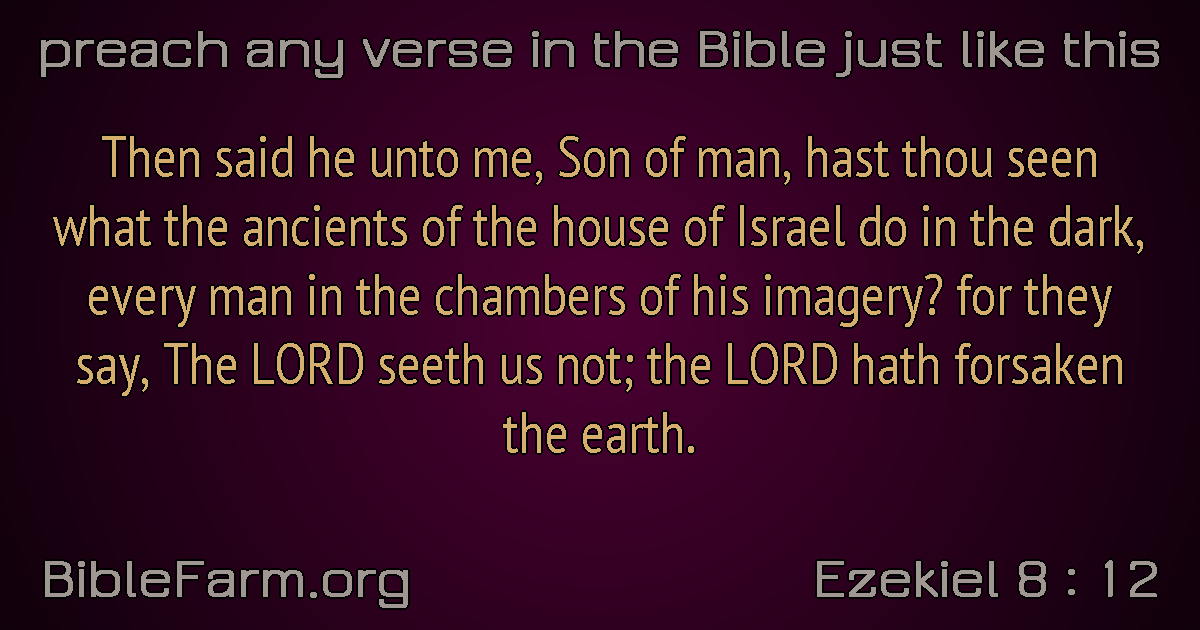 preach any verse in the Bible just like this
Then said he unto me, Son of man, hast thou seen
what the ancients of the house of Israel do in the dark,
every man in the chambers of his imagery? for they
say, The LORD seeth us not; the LORD hath forsaken
the earth.
BibleFarm.org
Ezekiel 8 : 12